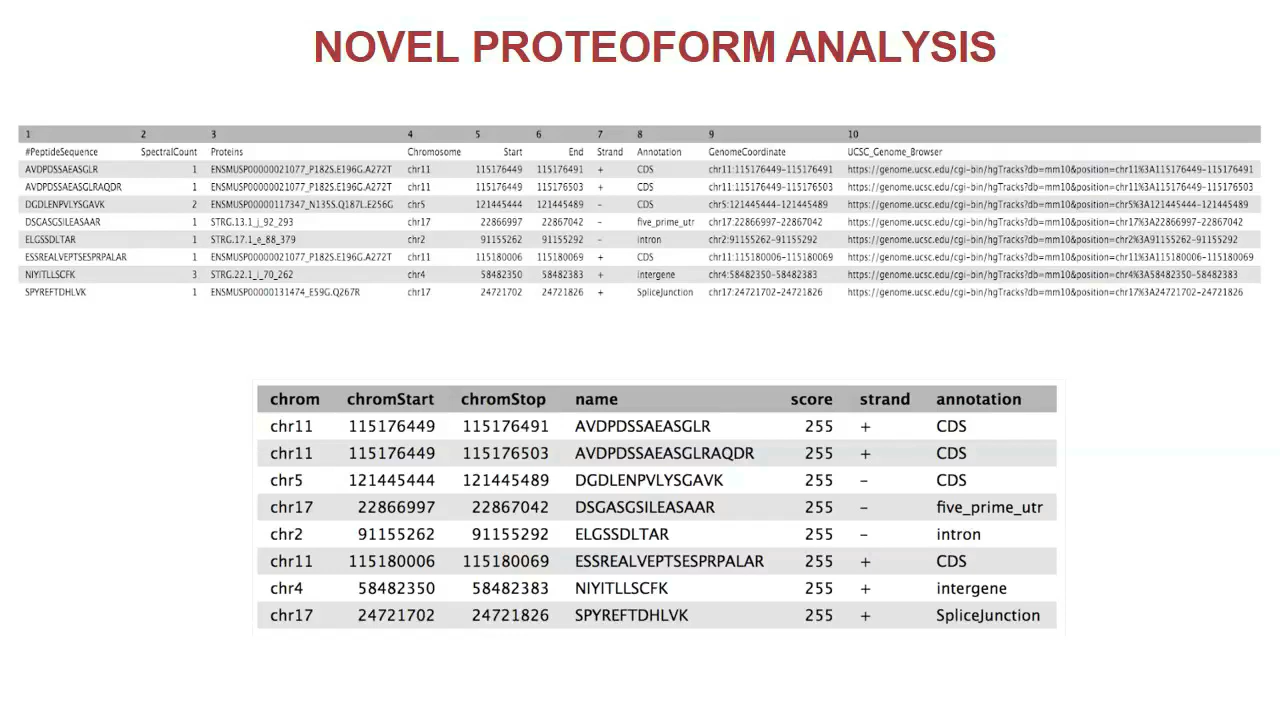 NOVEL PROTEOFORM ANALYSIS
1 2 3 4 5 6 7 8 9 10
#PeptideSequence SpectralCount Proteins Chromosome Start End Strand Annotation GenomeCoordinate UCSC_Genome_Browser
AVDPDSSAEASGLR 1 ENSMUSP00000021077_P182S.E196G.A272T chr11 115176449 115176491 + CDS chr11:115176449-115176491 https://genome.ucsc.edu/cgi-bin/hgTracks?db=mm10&position=chr11%3A115176449-115176491
AVDPDSSAEASGLRAQDR 1 ENSMUSP00000021077_P182S.E196G.A272T chr11 115176449 115176503 + CDS chr11:115176449-115176503 https://genome.ucsc.edu/cgi-bin/hgTracks?db=mm10&position=chr11%3A115176449-115176503
DGDLENPVLYSGAVK 2 ENSMUSP00000117347_N135S.Q187L.E256G chr5 121445444 121445489 - CDS chr5:121445444-121445489 https://genome.ucsc.edu/cgi-bin/hgTracks?db=mm10&position=chr5%3A121445444-121445489
DSGASGSILEASAAR 1 STRG.13.1_j_92_293 chr17 22866997 22867042 - five_prime_utr chr17:22866997-22867042 https://genome.ucsc.edu/cgi-bin/hgTracks?db=mm10&position=chr17%3A22866997-22867042
ELGSSDLTAR 1 STRG.17.1_e_88_379 chr2 91155262 91155292 - intron chr2:91155262-91155292 https://genome.ucsc.edu/cgi-bin/hgTracks?db=mm10&position=chr2%3A91155262-91155292
ESSREALVEPTSESPRPALAR 1 ENSMUSP00000021077_P182S.E196G.A272T chr11 115180006 115180069 + CDS chr11:115180006-115180069 https://genome.ucsc.edu/cgi-bin/hgTracks?db=mm10&position=chr11%3A115180006-115180069
NIYITLLSCFK 3 STRG.22.1_i_70_262 chr4 58482350 58482383 + intergene chr4:58482350-58482383 https://genome.ucsc.edu/cgi-bin/hgTracks?db=mm10&position=chr4%3A58482350-58482383
SPYREFTDHLVK 1 ENSMUSP00000131474_E59G.Q267R chr17 24721702 24721826 + SpliceJunction chr17:24721702-24721826 https://genome.ucsc.edu/cgi-bin/hgTracks?db=mm10&position=chr17%3A24721702-24721826
chrom chromStart chromStop name score strand annotation
chr11 115176449 115176491 AVDPDSSAEASGLR 255 + CDS
chr11 115176449 115176503 AVDPDSSAEASGLRAQDR 255 + CDS
chr5 121445444 121445489 DGDLENPVLYSGAVK 255 - CDS
chr17 22866997 22867042 DSGASGSILEASAAR 255 - five_prime_utr
chr2 91155262 91155292 ELGSSDLTAR 255 - intron
chr11 115180006 115180069 ESSREALVEPTSESPRPALAR 255 + CDS
chr4 58482350 58482383 NIYITLLSCFK 255 + intergene
chr17 24721702 24721826 SPYREFTDHLVK 255 + SpliceJunction